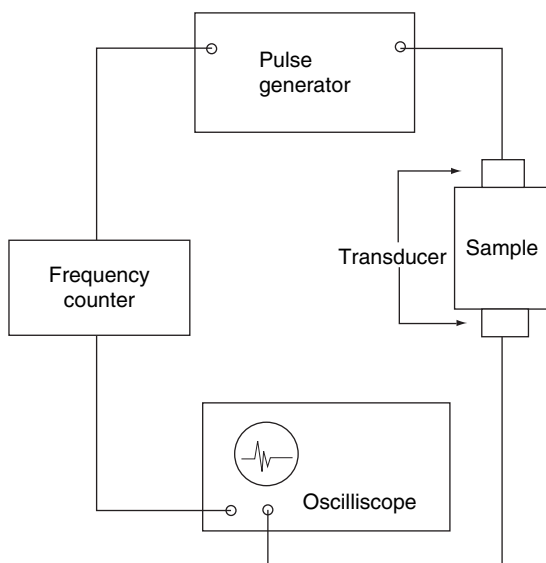 Pulse
generator
Transducer
Sample
Frequency
counter
Oscilliscope